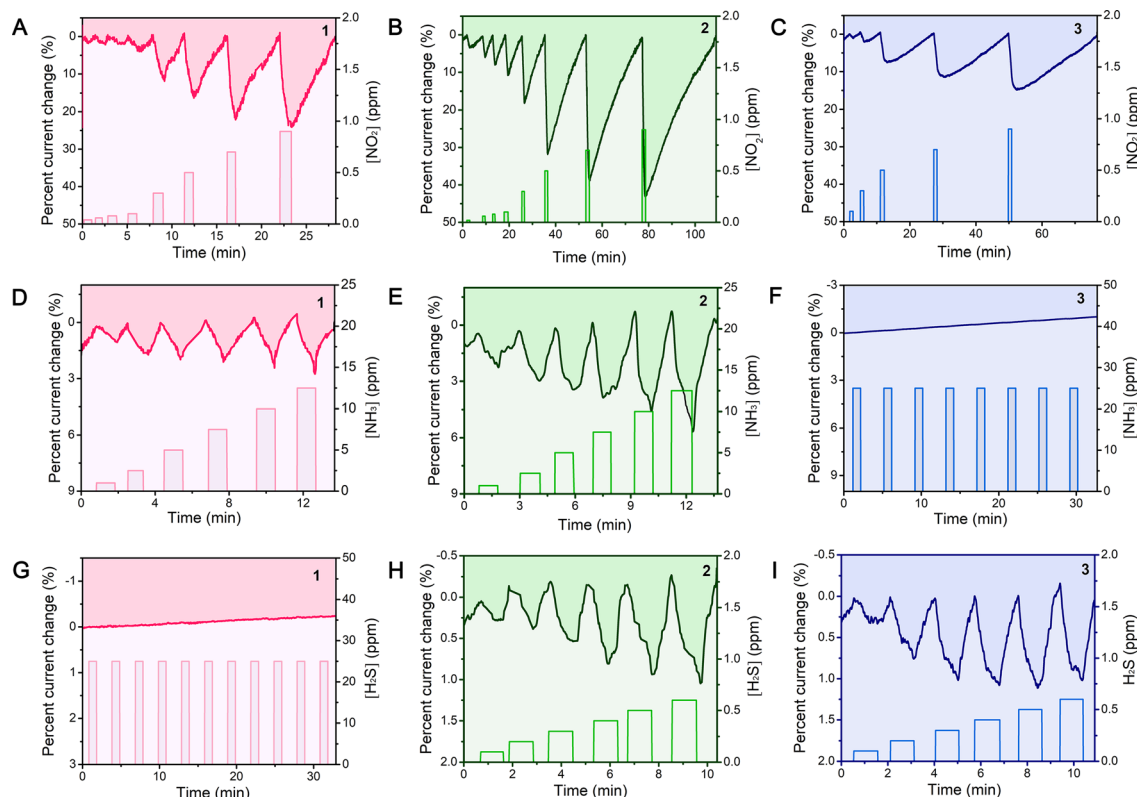 A
1
Percent current change (%)
0
10
20
30
40
50
2.0
1.5
1.0
0.5
0.0
[NO₂] (ppm)
0 5 10 15 20 25
Time (min)
B
2
Percent current change (%)
0
10
20
30
40
50
2.0
1.5
1.0
0.5
0.0
[NO₂] (ppm)
0 20 40 60 80 100
Time (min)
C
3
Percent current change (%)
0
10
20
30
40
50
2.0
1.5
1.0
0.5
0.0
[NO₂] (ppm)
0 20 40 60
Time (min)
D
1
Percent current change (%)
0
3
6
9
25
20
15
10
5
0
[NH₃] (ppm)
0 4 8 12
Time (min)
E
2
Percent current change (%)
0
3
6
9
25
20
15
10
5
0
[NH₃] (ppm)
0 3 6 9 12
Time (min)
F
3
Percent current change (%)
-3
0
3
6
9
50
40
30
20
10
0
[NH₃] (ppm)
0 10 20 30
Time (min)
G
1
Percent current change (%)
-1
0
1
2
3
50
40
30
20
10
0
[H₂S] (ppm)
0 10 20 30
Time (min)
H
2
Percent current change (%)
-0.5
0.0
0.5
1.0
1.5
2.0
2.0
1.5
1.0
0.5
0.0
[H₂S] (ppm)
0 2 4 6 8 10
Time (min)
I
3
Percent current change (%)
-0.5
0.0
0.5
1.0
1.5
2.0
2.0
1.5
1.0
0.5
0.0
H₂S] (ppm)
0 2 4 6 8 10
Time (min)